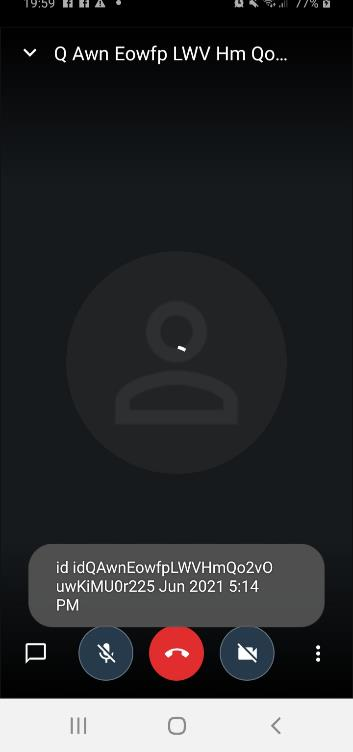 19:59 77%
Q Awn Eowfp LWV Hm Qo...
id idQAwnEowfpLWVHmQo2vO
uwKiMU0r225 Jun 2021 5:14
PM